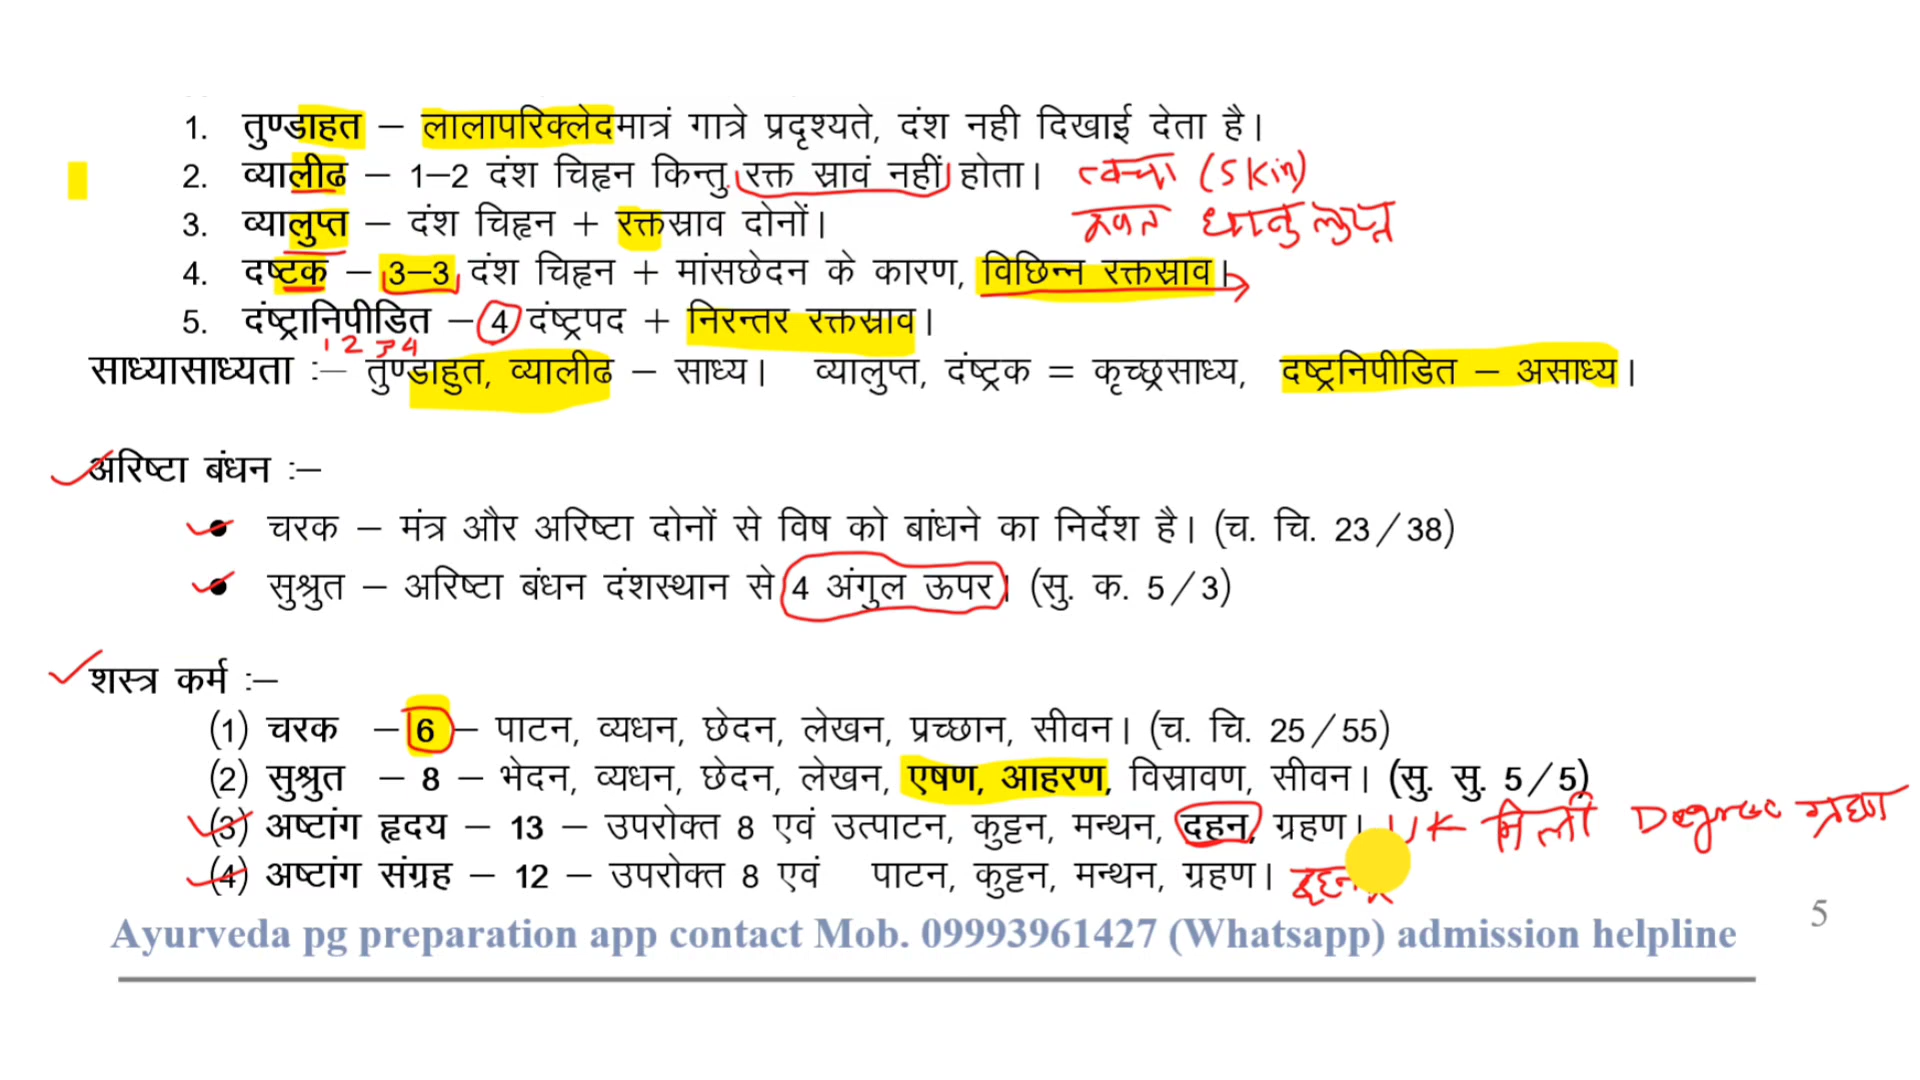 1. तुण्डाहत – लालापरिक्लेदमात्रं गात्रे प्रदृश्यते, दंश नही दिखाई देता है।
2. व्यालीढ – 1–2 दंश चिह्न किन्तु रक्त स्रावं नहीं होता। त्वचा (Skin)
3. व्यालुप्त – दंश चिह्न + रक्तस्राव दोनों। रक्त धातु लुप्त
4. दष्टक – 3–3 दंश चिह्न + मांसछेदन के कारण, विछिन्न रक्तस्राव।
5. दंष्ट्रानिपीडित – 4 दंष्ट्रपद + निरन्तर रक्तस्राव।
1 2 3 4
साध्यासाध्यता :– तुण्डाहुत, व्यालीढ – साध्य। व्यालुप्त, दंष्ट्रक = कृच्छ्रसाध्य, दष्ट्रनिपीडित – असाध्य।
अरिष्टा बंधन :–
● चरक – मंत्र और अरिष्टा दोनों से विष को बांधने का निर्देश है। (च. चि. 23/38)
● सुश्रुत – अरिष्टा बंधन दंशस्थान से 4 अंगुल ऊपर। (सु. क. 5/3)
शस्त्र कर्म :–
(1) चरक – 6 – पाटन, व्यधन, छेदन, लेखन, प्रच्छान, सीवन। (च. चि. 25/55)
(2) सुश्रुत – 8 – भेदन, व्यधन, छेदन, लेखन, एषण, आहरण, विस्रावण, सीवन। (सु. सु. 5/5)
(3) अष्टांग हृदय – 13 – उपरोक्त 8 एवं उत्पाटन, कुट्टन, मन्थन, दहन, ग्रहण। UK मिली Degree ग्रहण
(4) अष्टांग संग्रह – 12 – उपरोक्त 8 एवं पाटन, कुट्टन, मन्थन, ग्रहण। दहन
Ayurveda pg preparation app contact Mob. 09993961427 (Whatsapp) admission helpline
5